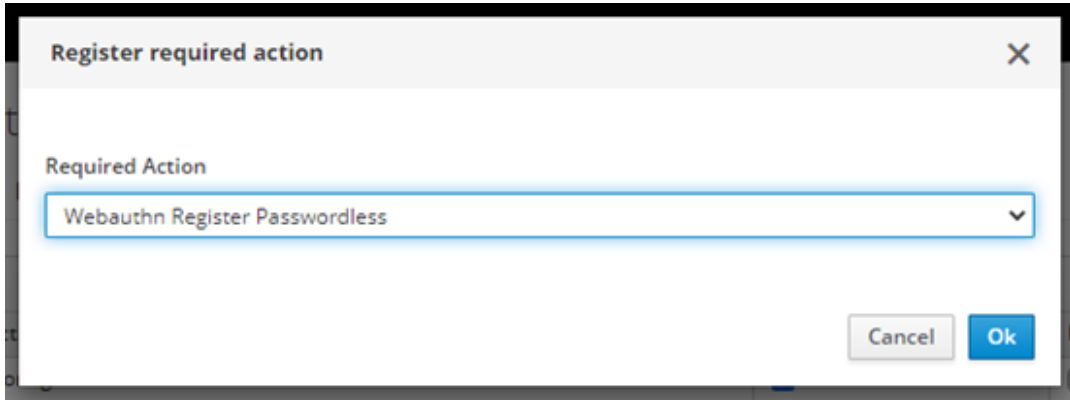 Register required action
Required Action
Webauthn Register Passwordless
Cancel
Ok